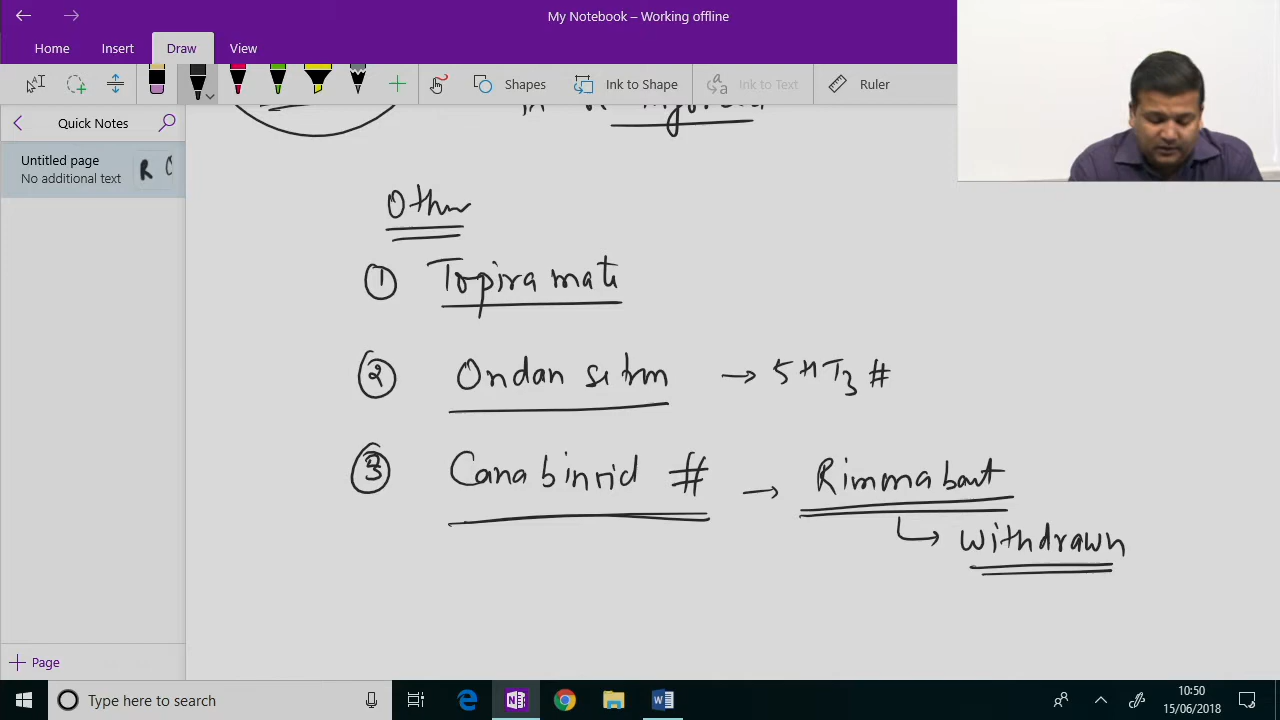 My Notebook – Working offline
Home Insert Draw View
Shapes Ink to Shape Ink to Text Ruler
Quick Notes
Untitled page
No additional text
R
Other
① Topiramate
② Ondansetron → 5HT3 #
③ Canabinoid # → Rimmabant
↳ Withdrawn
+ Page
Type here to search
10:50
15/06/2018